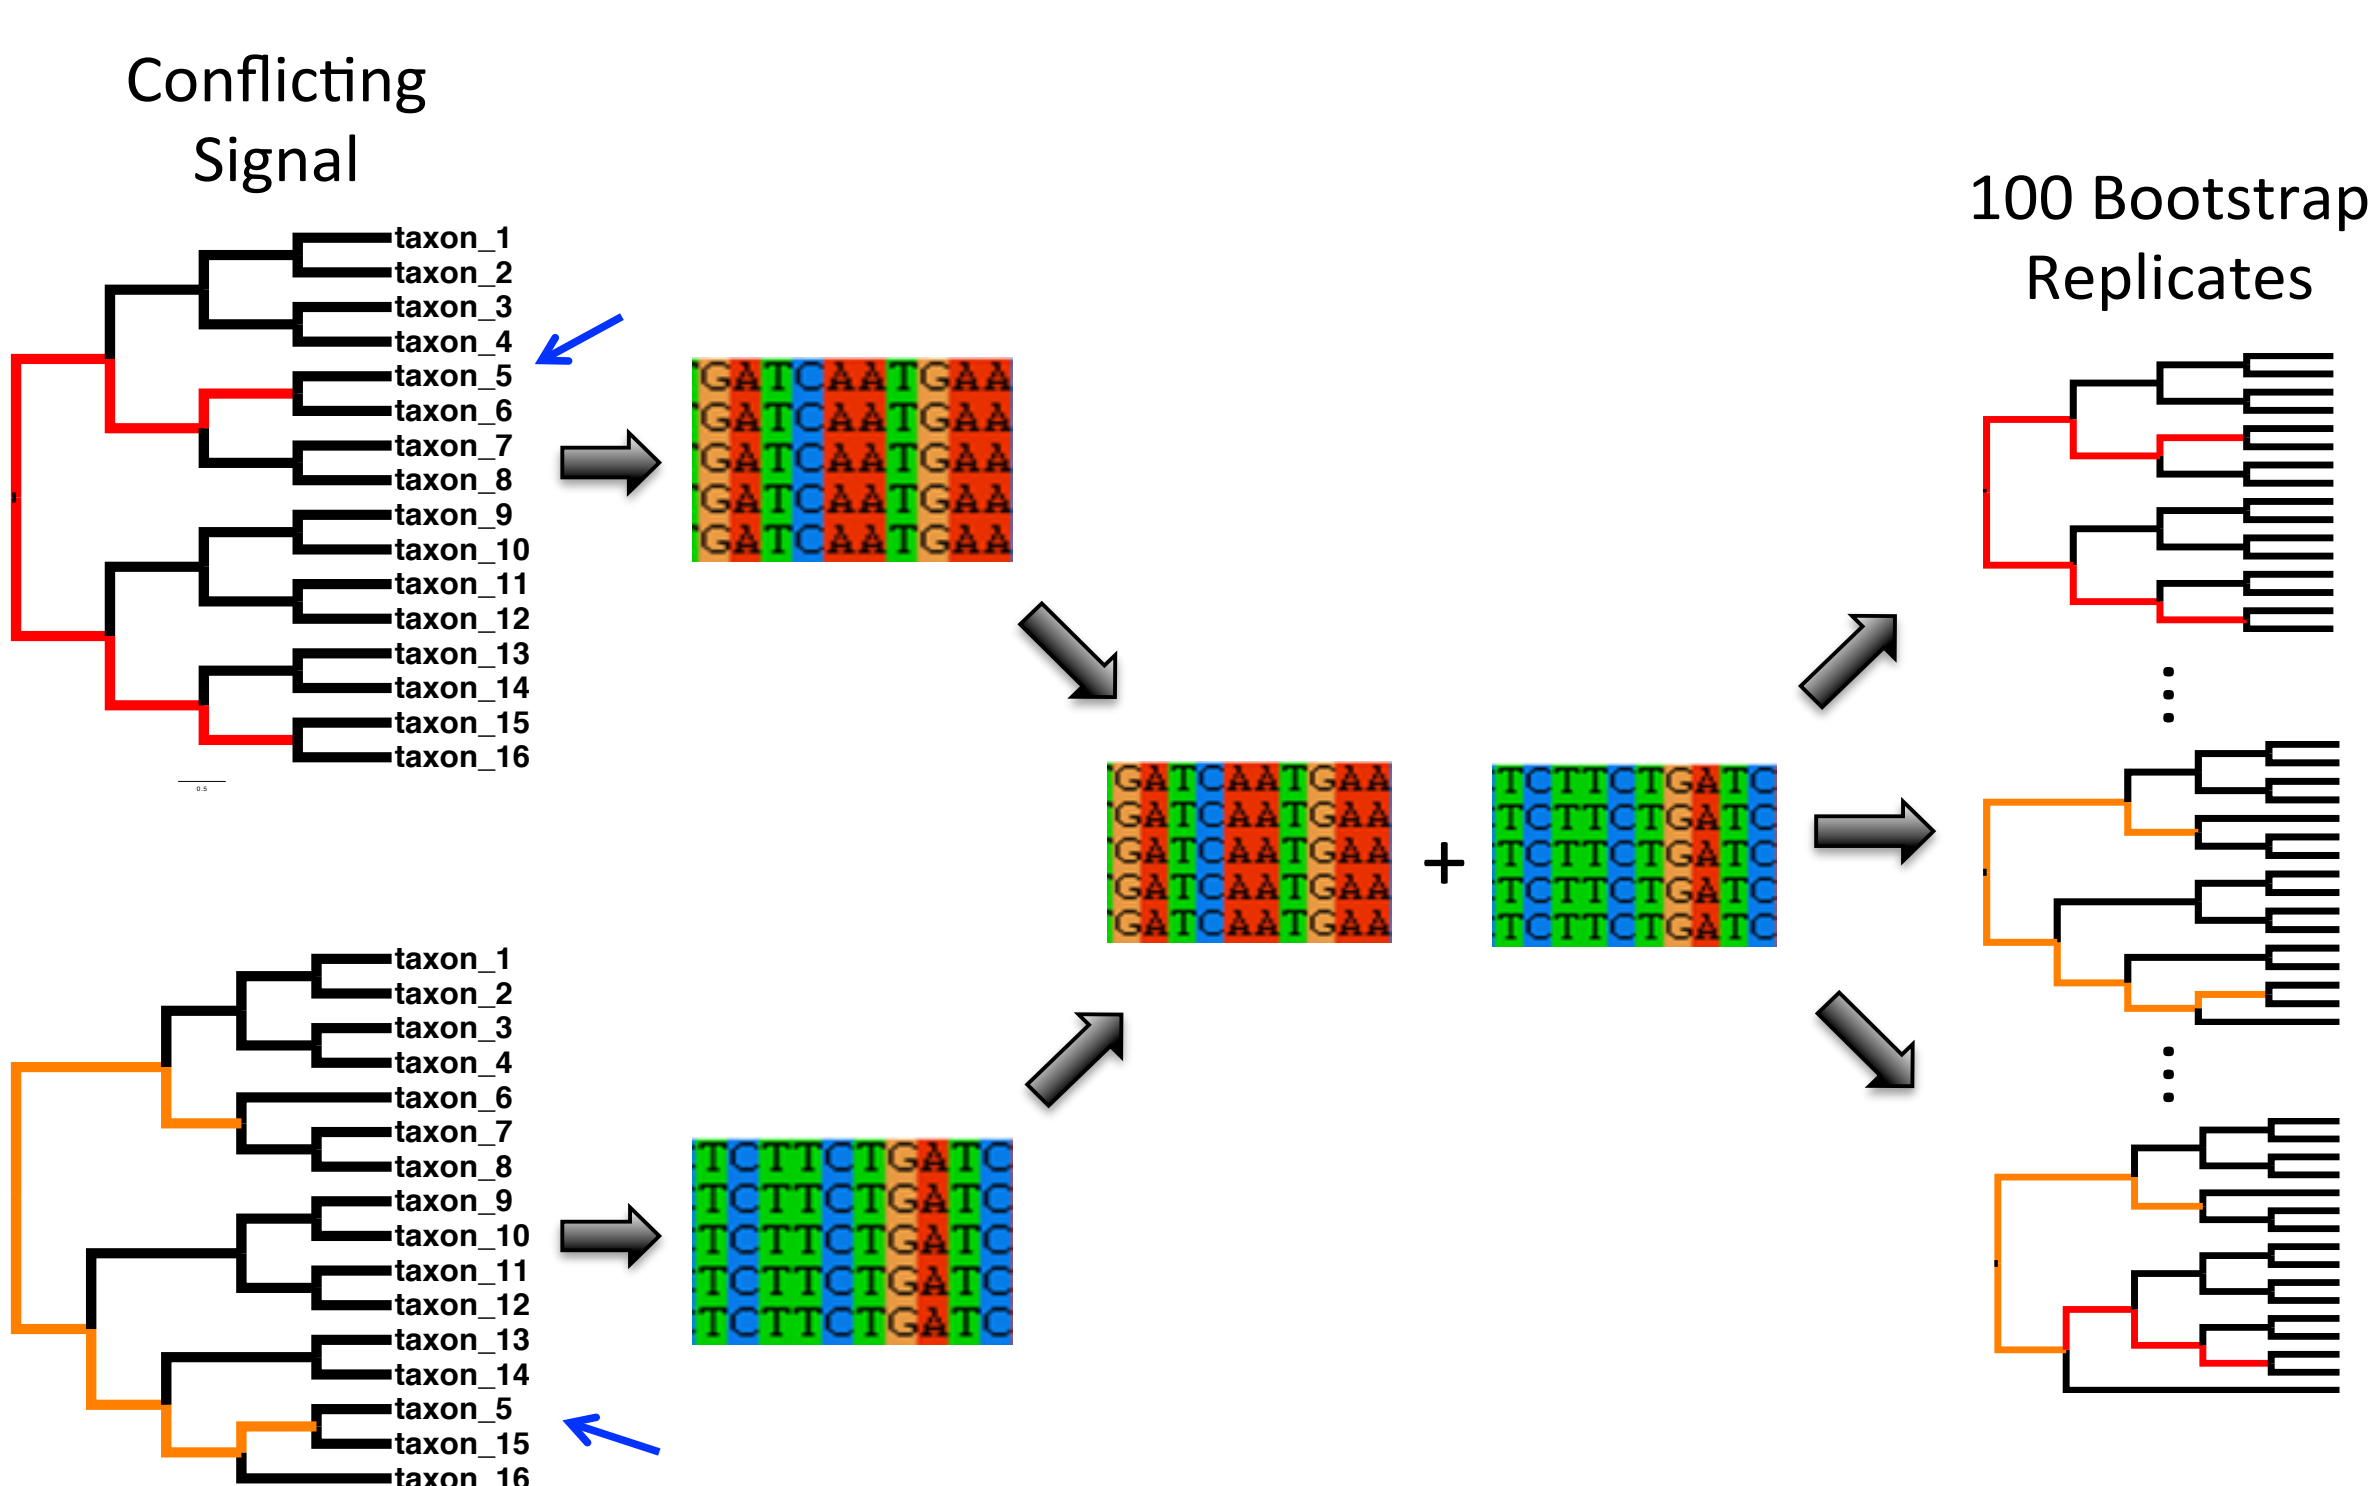 Conflicting
Signal
100 Bootstrap
Replicates
taxon_1
taxon_2
taxon_3
taxon_4
taxon_5
taxon_6
taxon_7
taxon_8
taxon_9
taxon_10
taxon_11
taxon_12
taxon_13
taxon_14
taxon_15
taxon_16
0.5
GATCAATGAA
GATCAATGAA
GATCAATGAA
GATCAATGAA
GATCAATGAA
GATCAATGAA
GATCAATGAA
GATCAATGAA
GATCAATGAA
GATCAATGAA
+
TCTTCTGATC
TCTTCTGATC
TCTTCTGATC
TCTTCTGATC
TCTTCTGATC
taxon_1
taxon_2
taxon_3
taxon_4
taxon_6
taxon_7
taxon_8
taxon_9
taxon_10
taxon_11
taxon_12
taxon_13
taxon_14
taxon_5
taxon_15
taxon_16
TCTTCTGATC
TCTTCTGATC
TCTTCTGATC
TCTTCTGATC
TCTTCTGATC